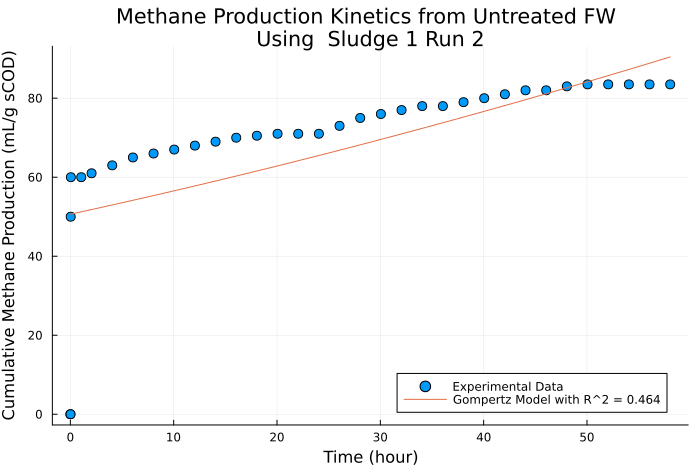 Methane Production Kinetics from Untreated FW
Using  Sludge 1 Run 2
Cumulative Methane Production (mL/g sCOD)
80
60
40
20
0
0 10 20 30 40 50
Time (hour)
Experimental Data
Gompertz Model with R^2 = 0.464